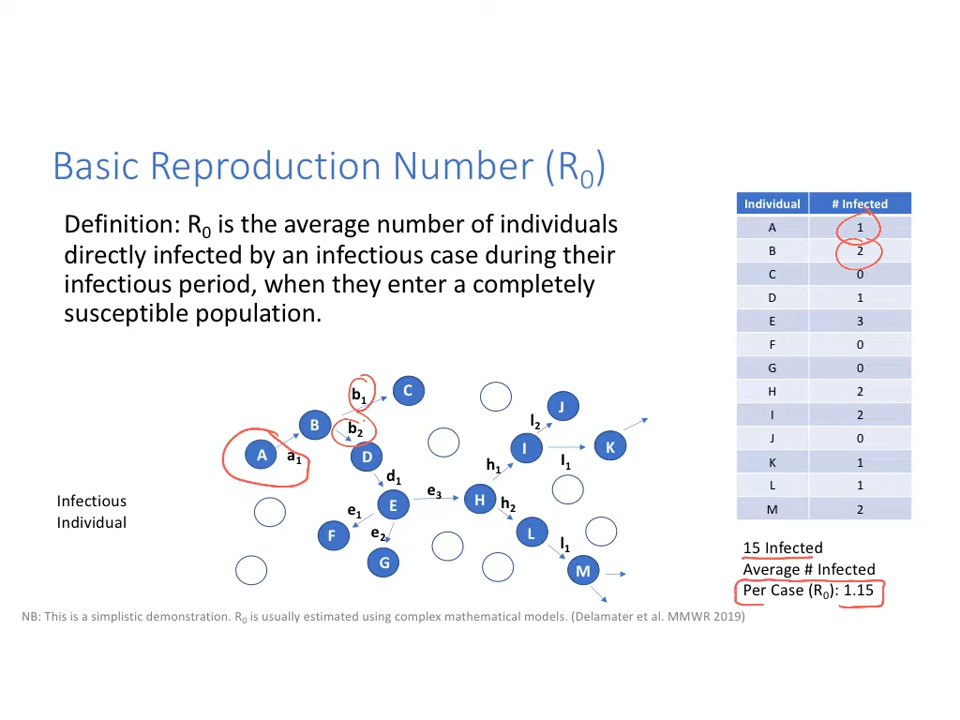 Basic Reproduction Number (R0)
Definition: R0 is the average number of individuals
directly infected by an infectious case during their
infectious period, when they enter a completely
susceptible population.
Individual # Infected
A 1
B 2
C 0
D 1
E 3
F 0
G 0
H 2
I 2
J 0
K 1
L 1
M 2
15 Infected
Average # Infected
Per Case (R0): 1.15
Infectious
Individual
A
a1
B
b1
b2
C
D
d1
E
e1
e2
e3
F
G
H
h1
h2
I
I2
I1
J
K
L
l1
M
NB: This is a simplistic demonstration. R0 is usually estimated using complex mathematical models. (Delamater et al. MMWR 2019)